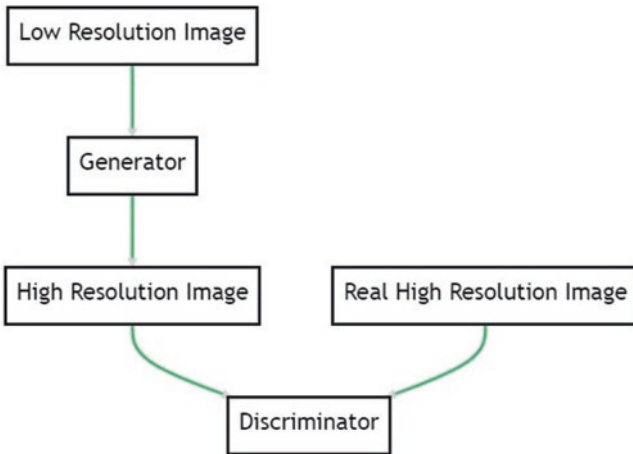 Low Resolution Image
Generator
High Resolution Image
Real High Resolution Image
Discriminator